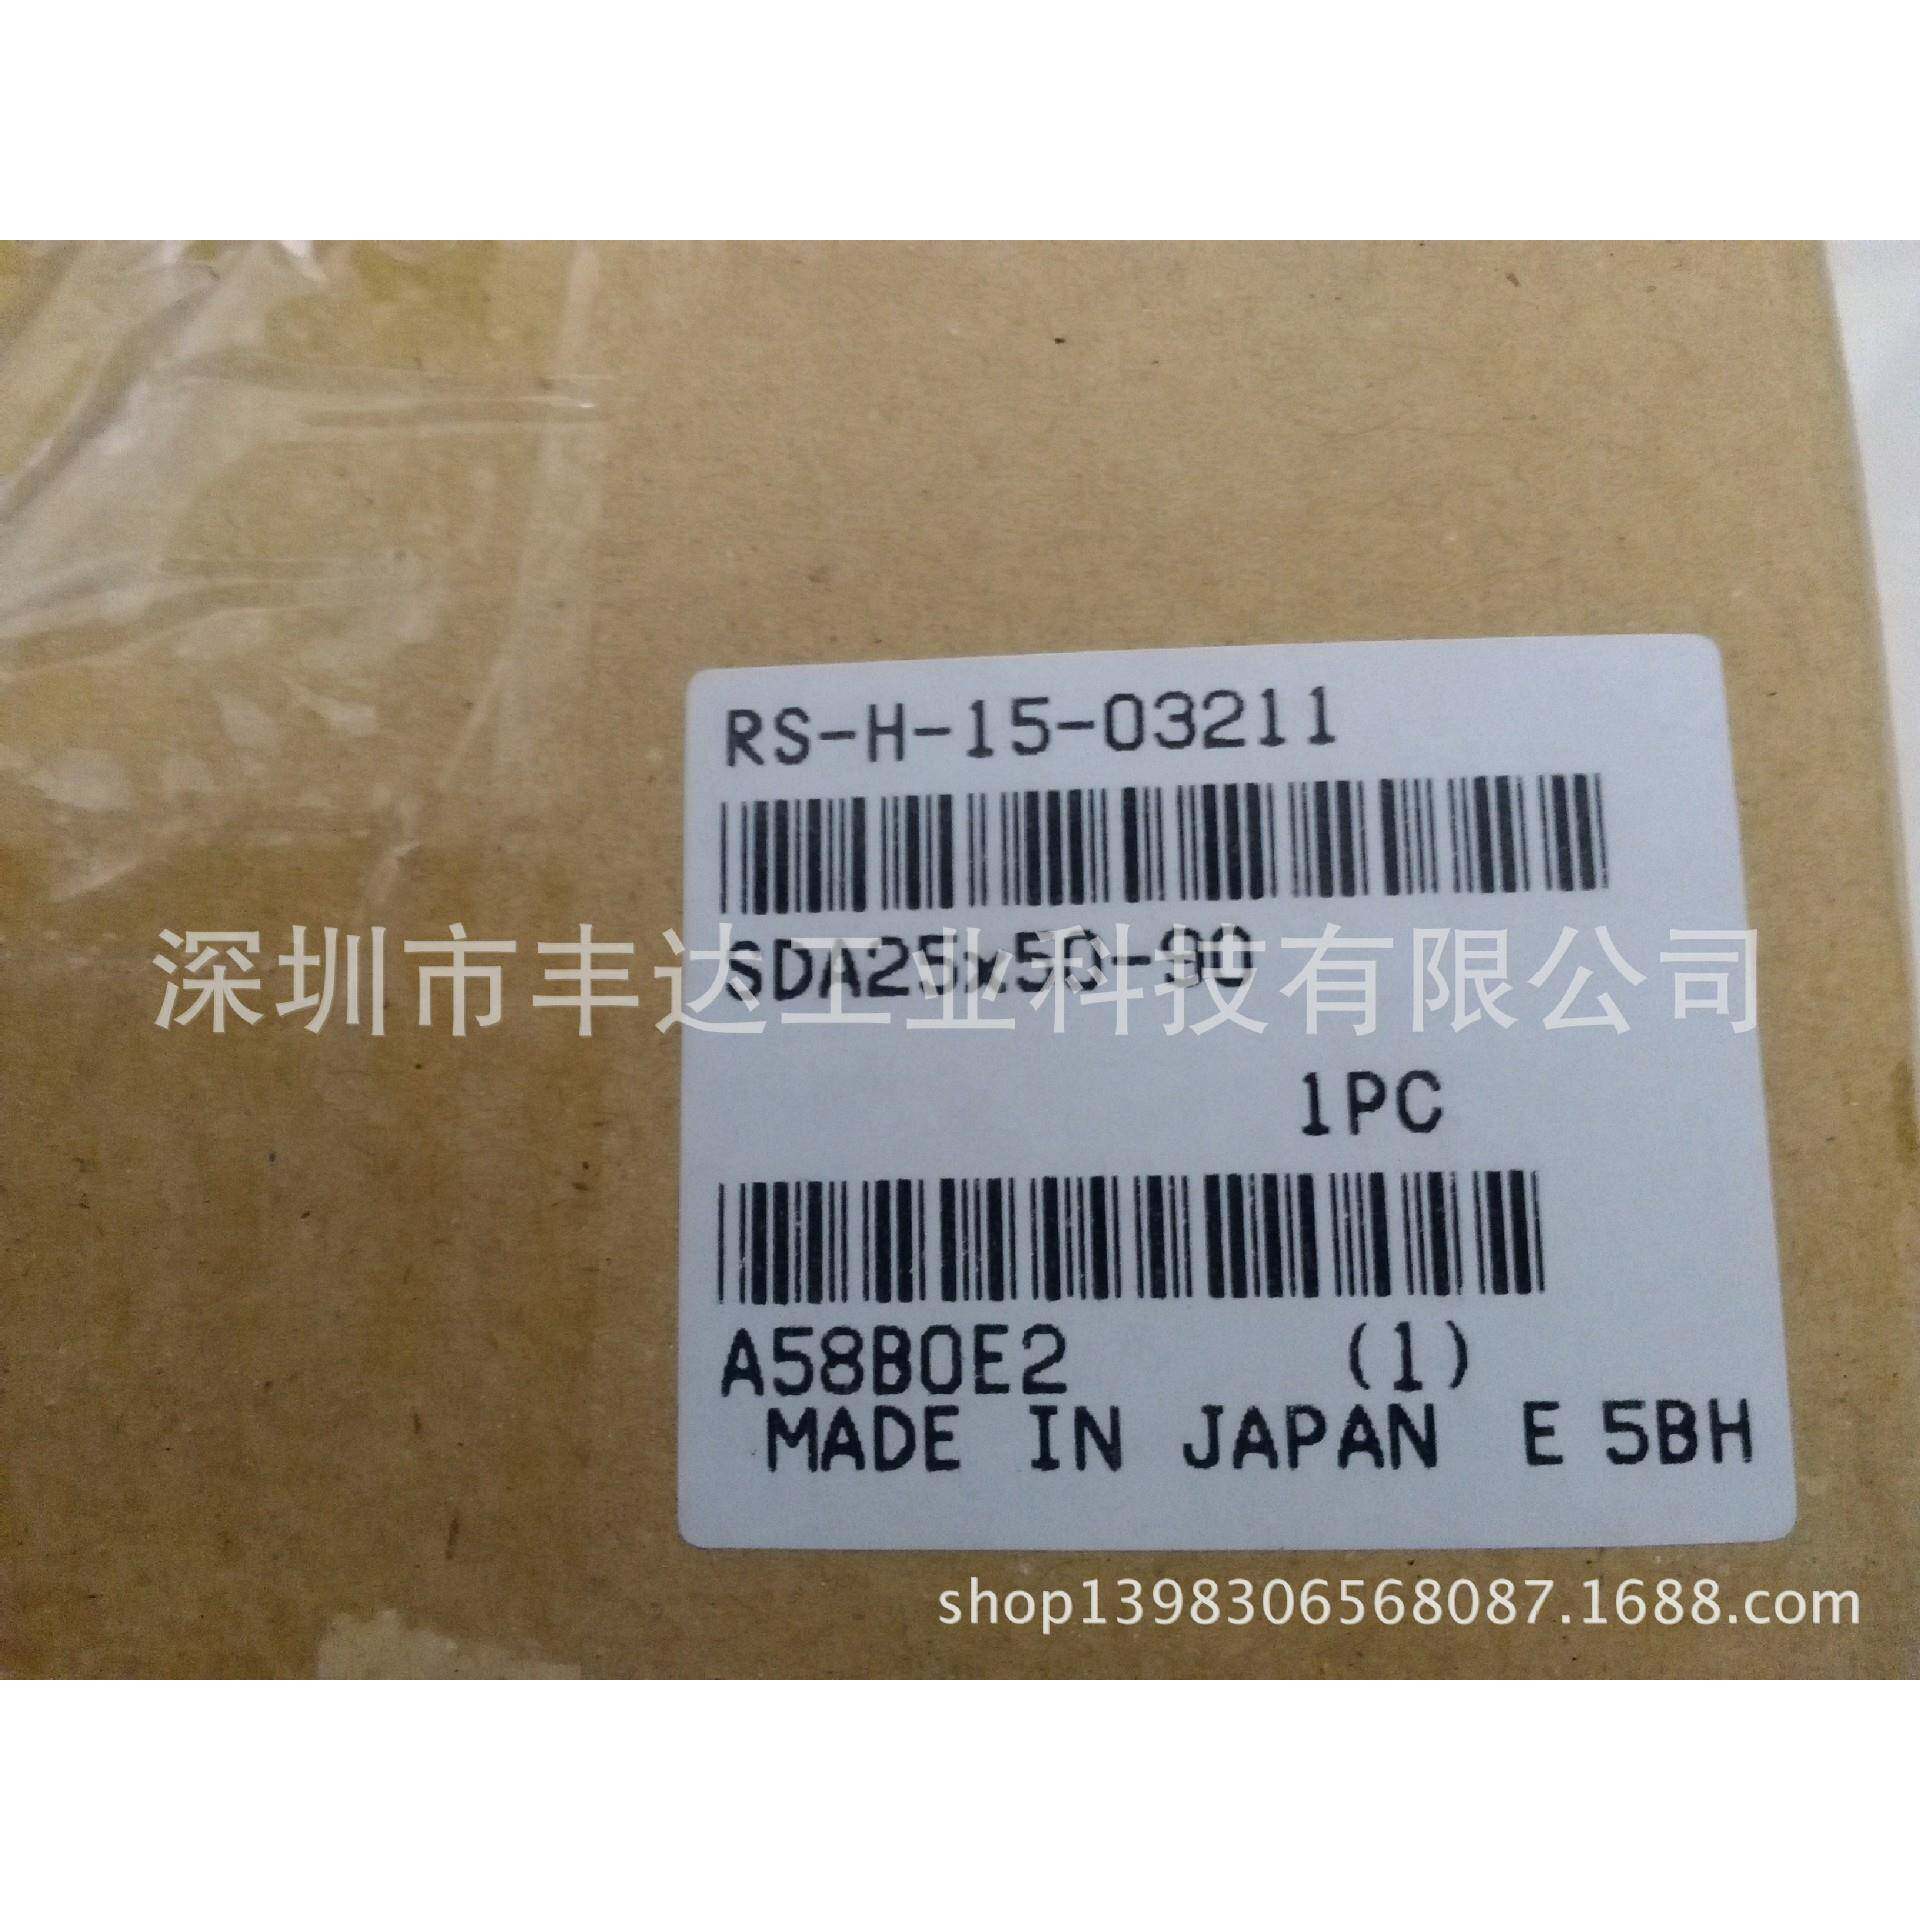 RS-H-15-03211
SDA25x50-90
深圳市丰达工业科技有限公司
1PC
A58B0E2 (1)
MADE IN JAPAN E 5BH
shop1398306568087.1688.com